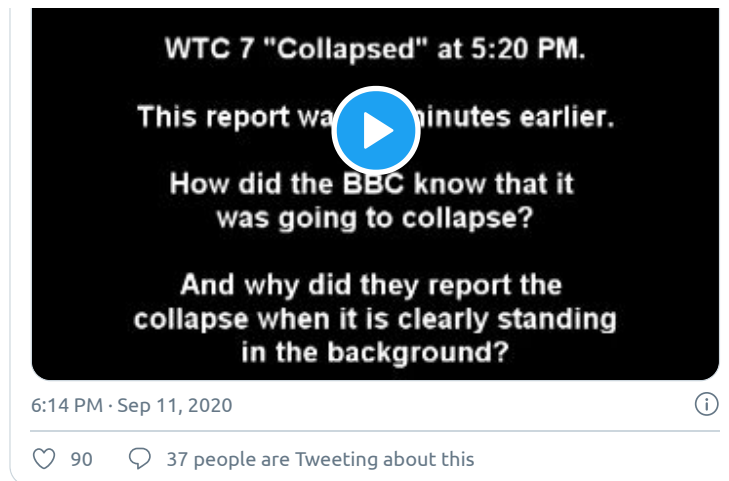 WTC 7 "Collapsed" at 5:20 PM.
This report wa inutes earlier.
How did the BBC know that it
was going to collapse?
And why did they report the
collapse when it is clearly standing
in the background?
6:14 PM · Sep 11, 2020
90 37 people are Tweeting about this